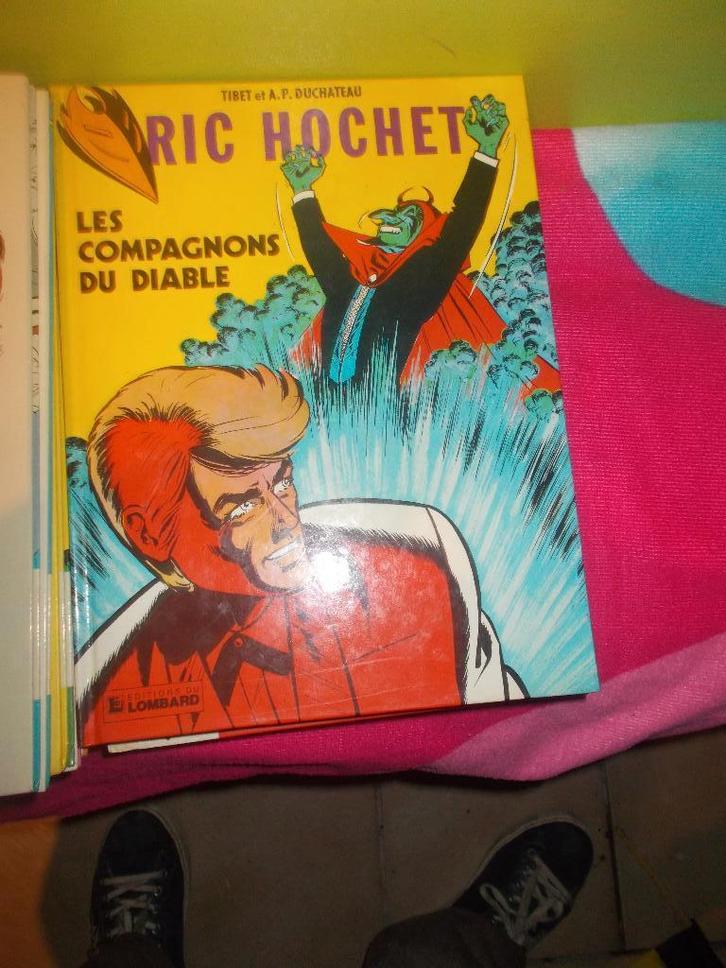 TIBET et A.P. DUCHATEAU
RIC HOCHET
LES
COMPAGNONS
DU DIABLE
EDITIONS DU
LOMBARD